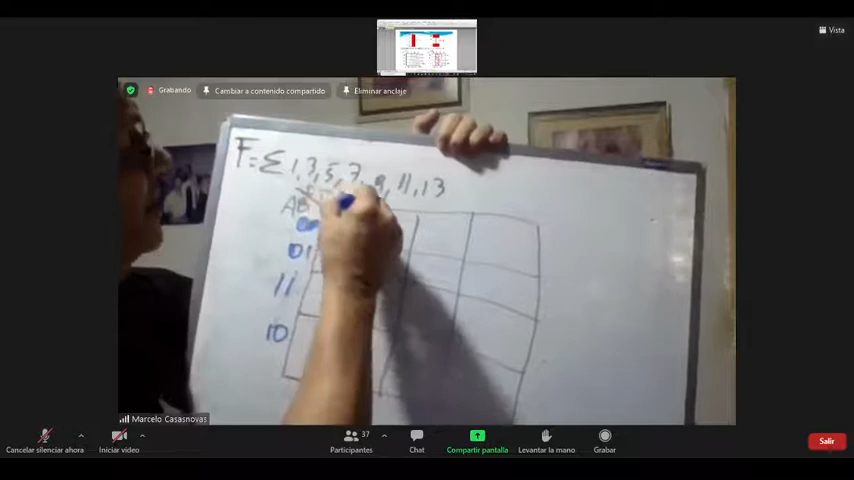 Vista
Grabando
Cambiar a contenido compartido
Eliminar anclaje
F=Σ 1,3,5,7,9,11,13
AB
00
01
11
10
Marcelo Casasnovas
37
Cancelar silenciar ahora
Iniciar video
Participantes
Chat
Compartir pantalla
Levantar la mano
Grabar
Salir